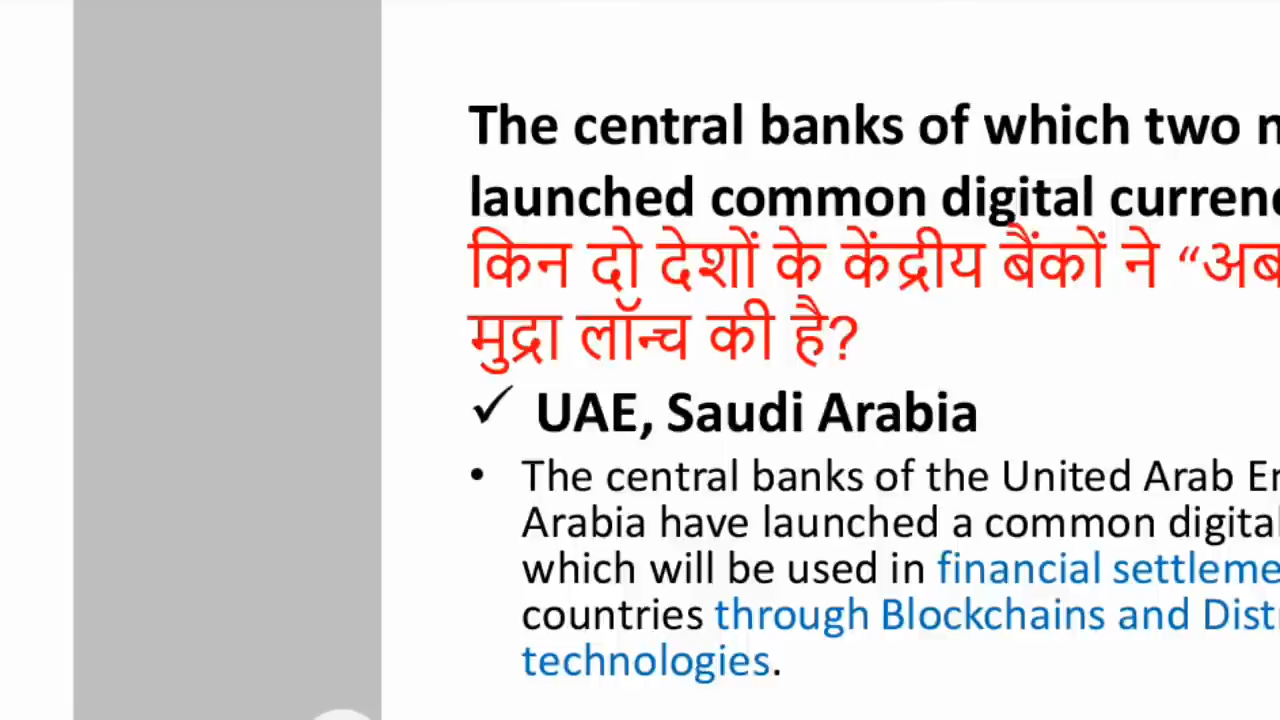 The central banks of which two
launched common digital
किन दो देशों के केंद्रीय बैंकों ने “अब
मुद्रा लॉन्च की है?
✓ UAE, Saudi Arabia
• The central banks of the United Arab
Arabia have launched a common digital
which will be used in financial
countries through Blockchains and
technologies.